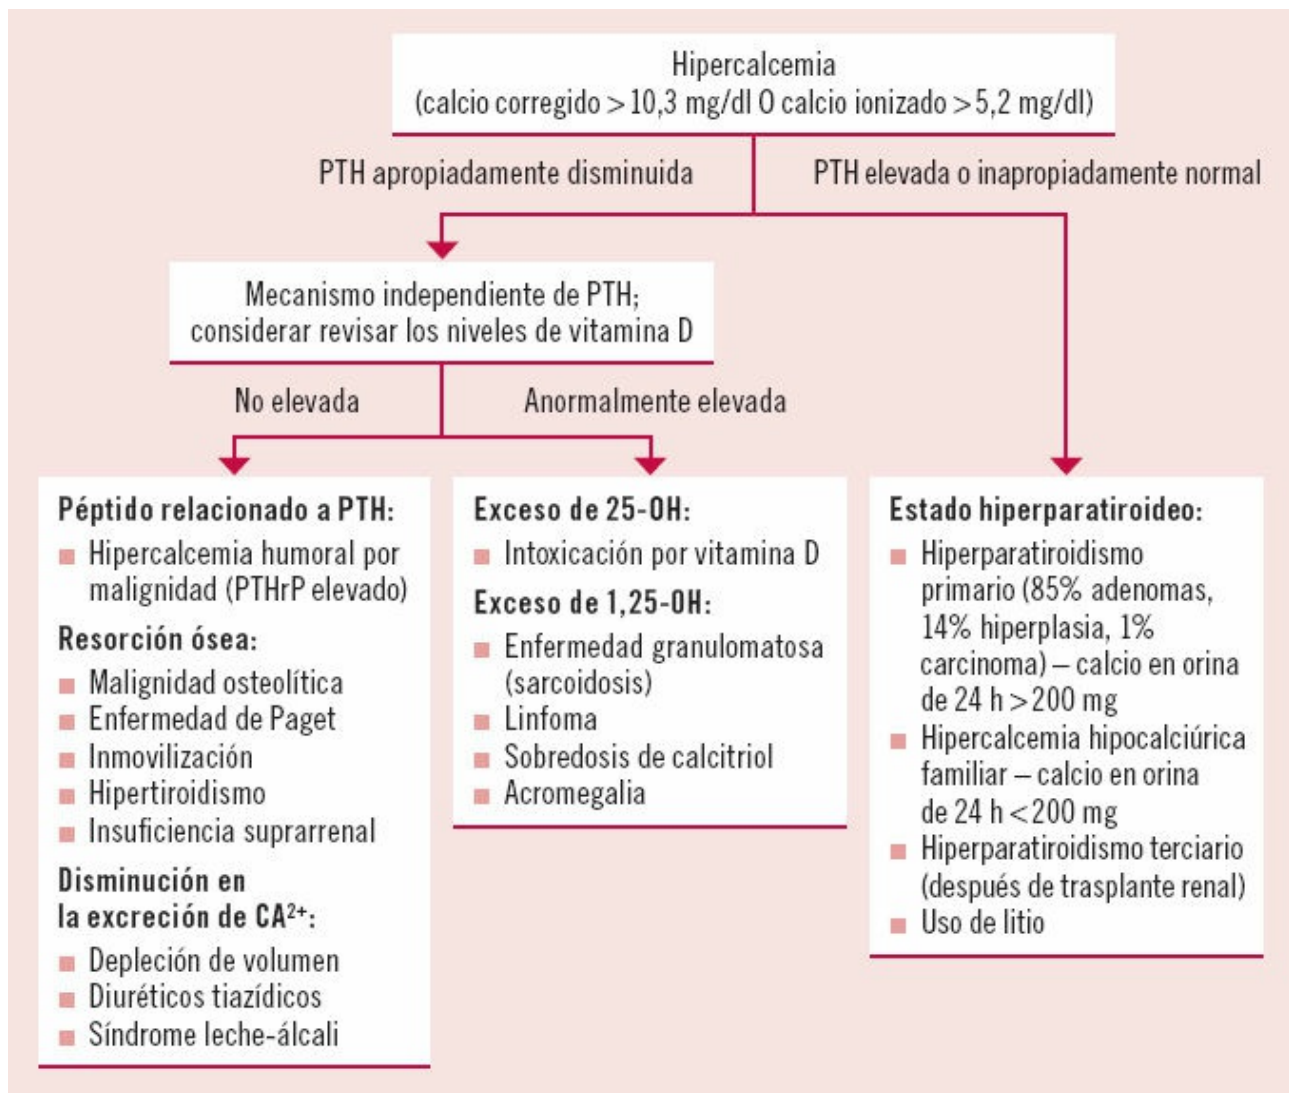 Hipercalcemia
(calcio corregido > 10,3 mg/dl O calcio ionizado > 5,2 mg/dl)
PTH apropiadamente disminuida
PTH elevada o inapropiadamente normal
Mecanismo independiente de PTH;
considerar revisar los niveles de vitamina D
No elevada
Anormalmente elevada
Péptido relacionado a PTH:
Hipercalcemia humoral por
malignidad (PTHrP elevado)
Resorción ósea:
Malignidad osteolítica
Enfermedad de Paget
Inmovilización
Hipertiroidismo
Insuficiencia suprarrenal
Disminución en
la excreción de CA²⁺:
Depleción de volumen
Diuréticos tiazídicos
Síndrome leche-álcali
Exceso de 25-OH:
Intoxicación por vitamina D
Exceso de 1,25-OH:
Enfermedad granulomatosa
(sarcoidosis)
Linfoma
Sobredosis de calcitriol
Acromegalia
Estado hiperparatiroideo:
Hiperparatiroidismo
primario (85% adenomas,
14% hiperplasia, 1%
carcinoma) – calcio en orina
de 24 h > 200 mg
Hipercalcemia hipocalciúrica
familiar – calcio en orina
de 24 h < 200 mg
Hiperparatiroidismo terciario
(después de trasplante renal)
Uso de litio